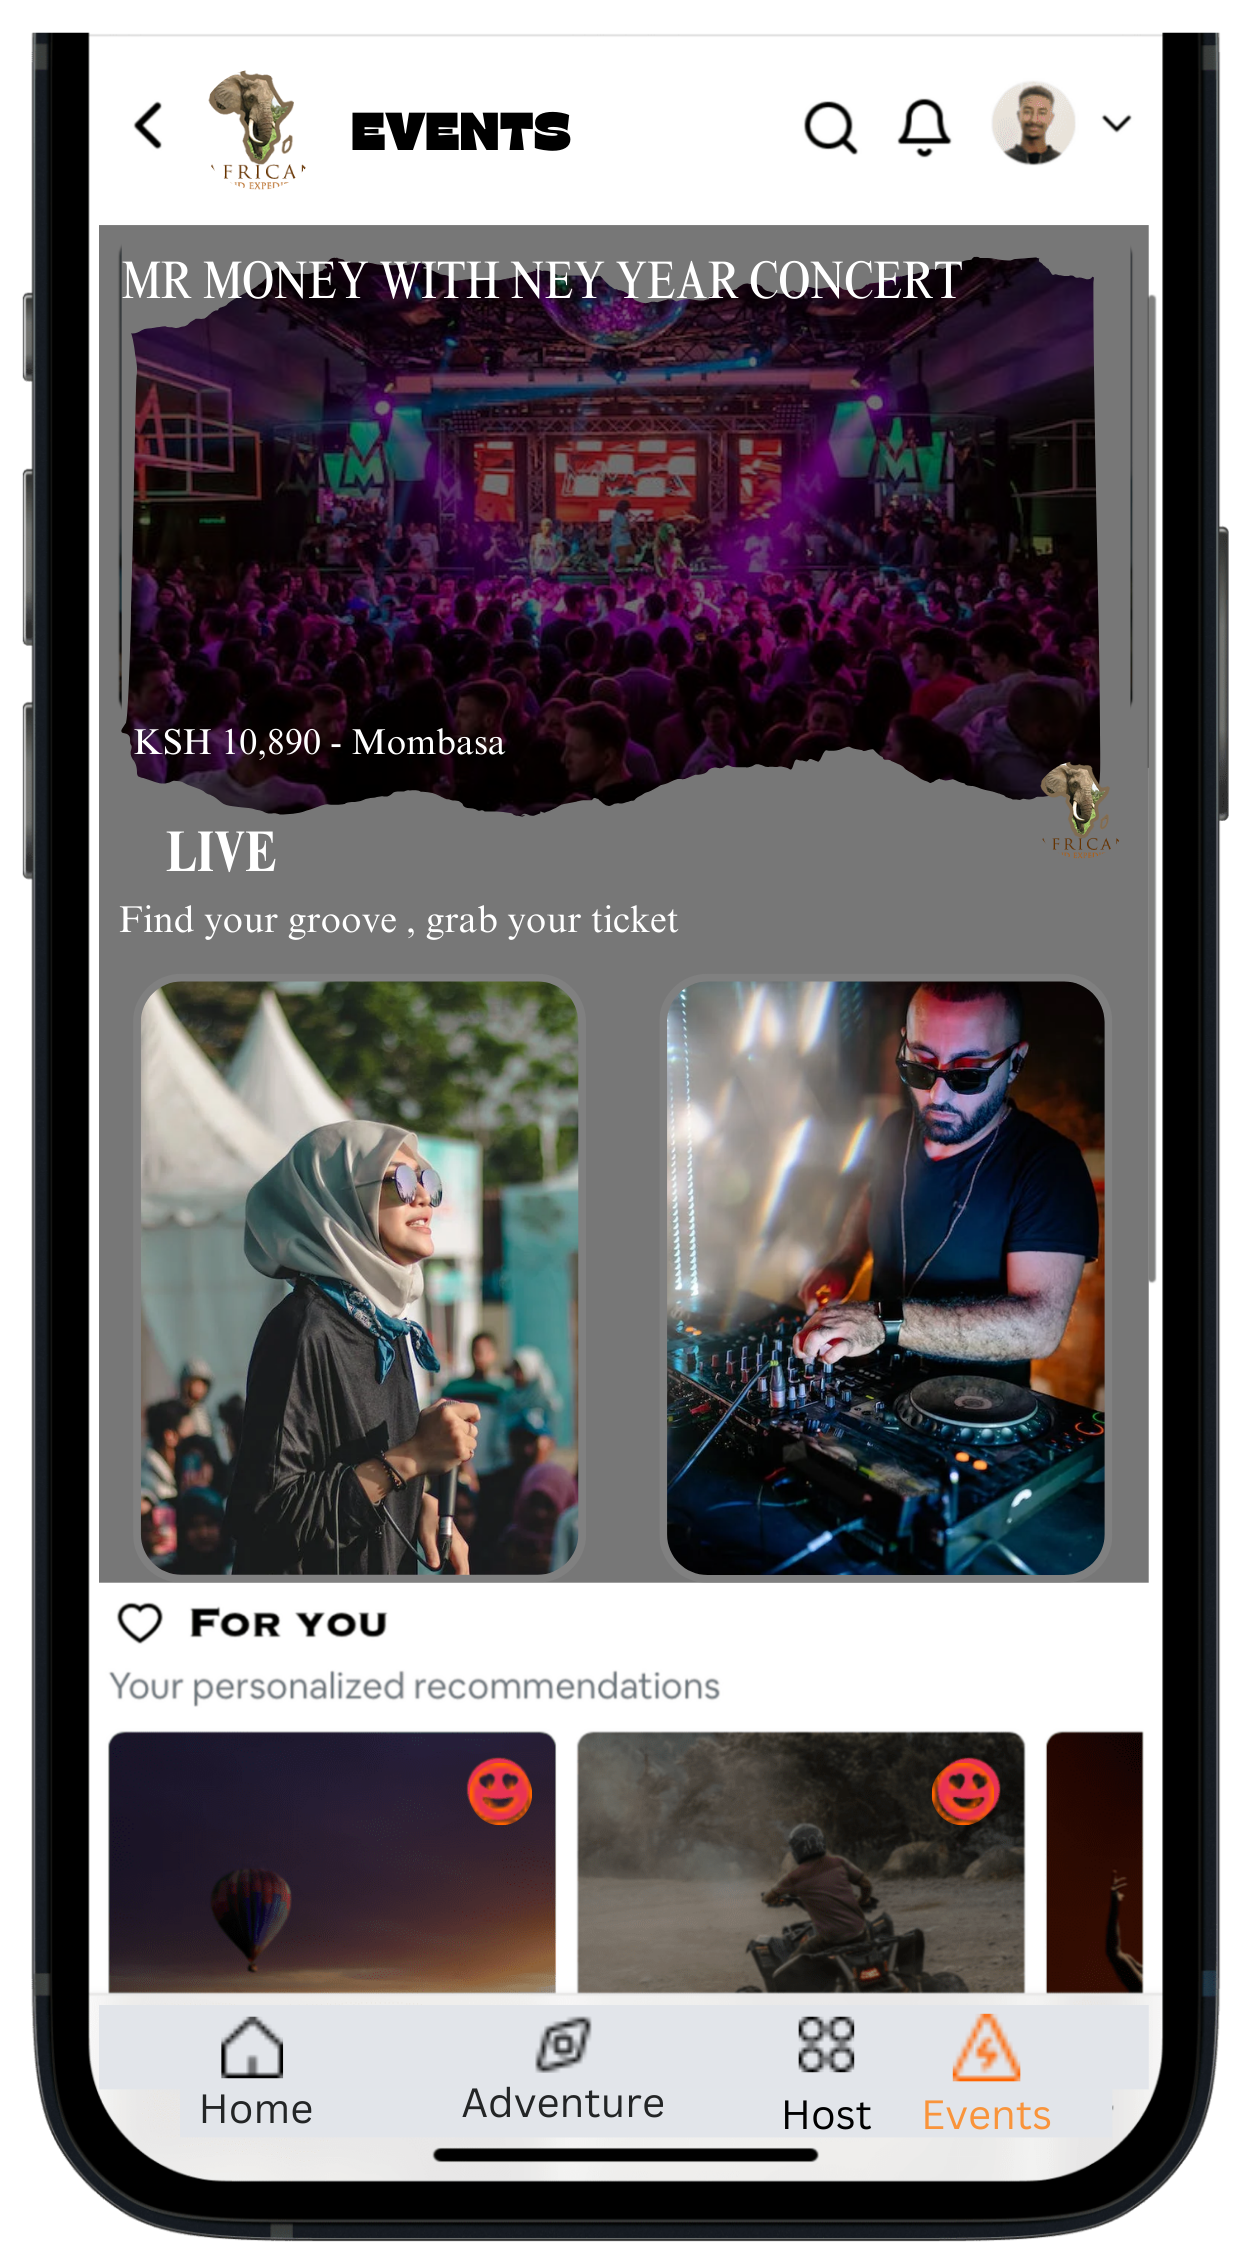 EVENTS
FRICA
MR MONEY WITH NEY YEAR CONCERT
KSH 10,890 - Mombasa
FRICA
LIVE
Find your groove , grab your ticket
FOR YOU
Your personalized recommendations
Home
Adventure
Host
Events